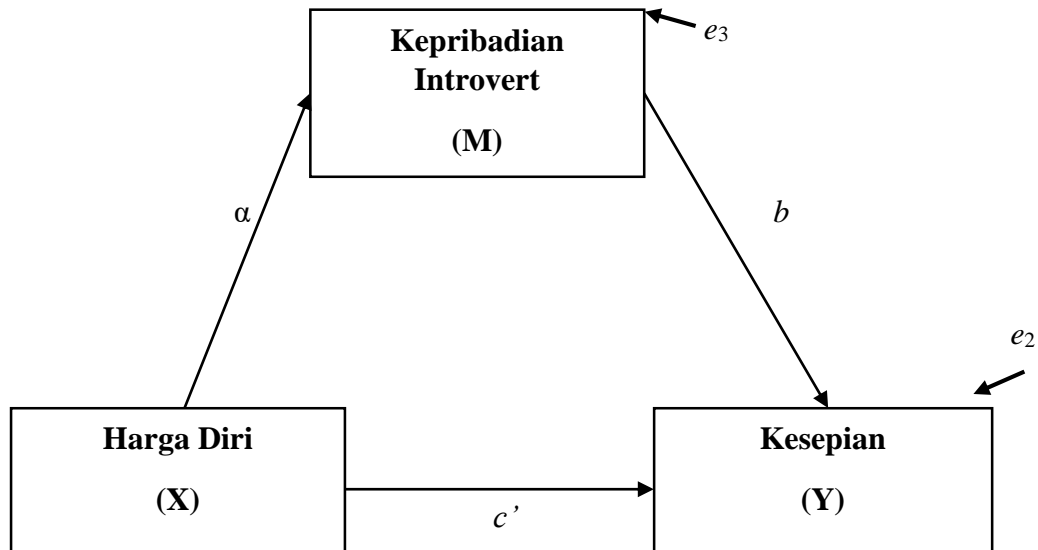 Kepribadian
Introvert
(M)
e3
α
b
e2
Harga Diri
(X)
c’
Kesepian
(Y)